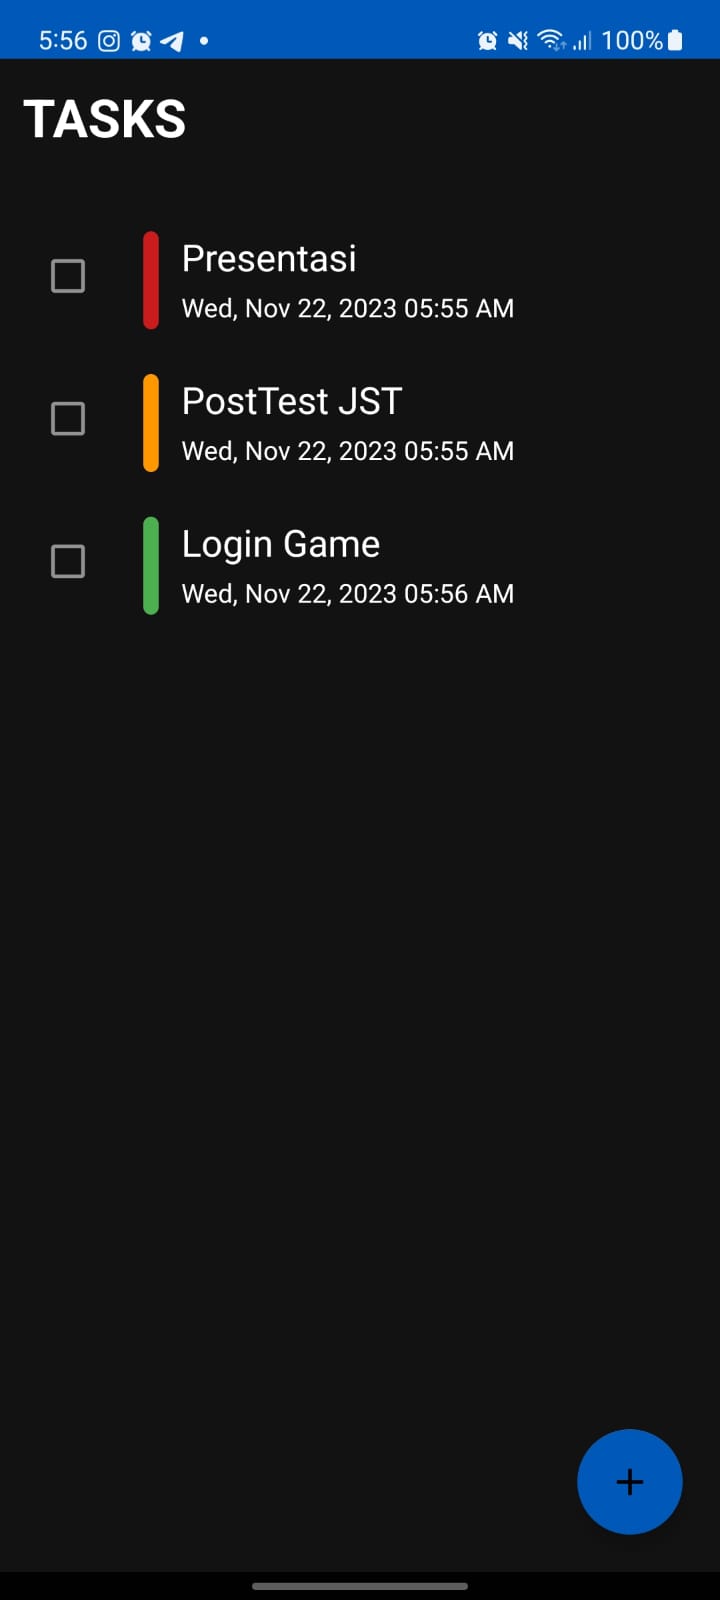 5:56 100%
TASKS
Presentasi
Wed, Nov 22, 2023 05:55 AM
PostTest JST
Wed, Nov 22, 2023 05:55 AM
Login Game
Wed, Nov 22, 2023 05:56 AM